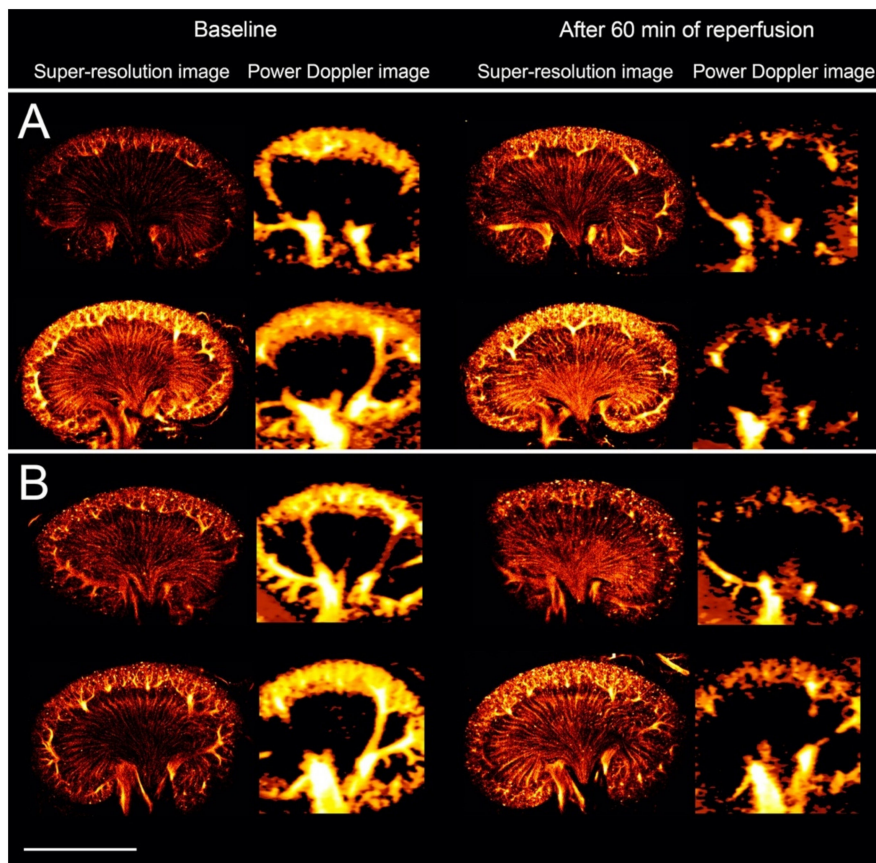 Baseline
After 60 min of reperfusion
Super-resolution image
Power Doppler image
Super-resolution image
Power Doppler image
A
B